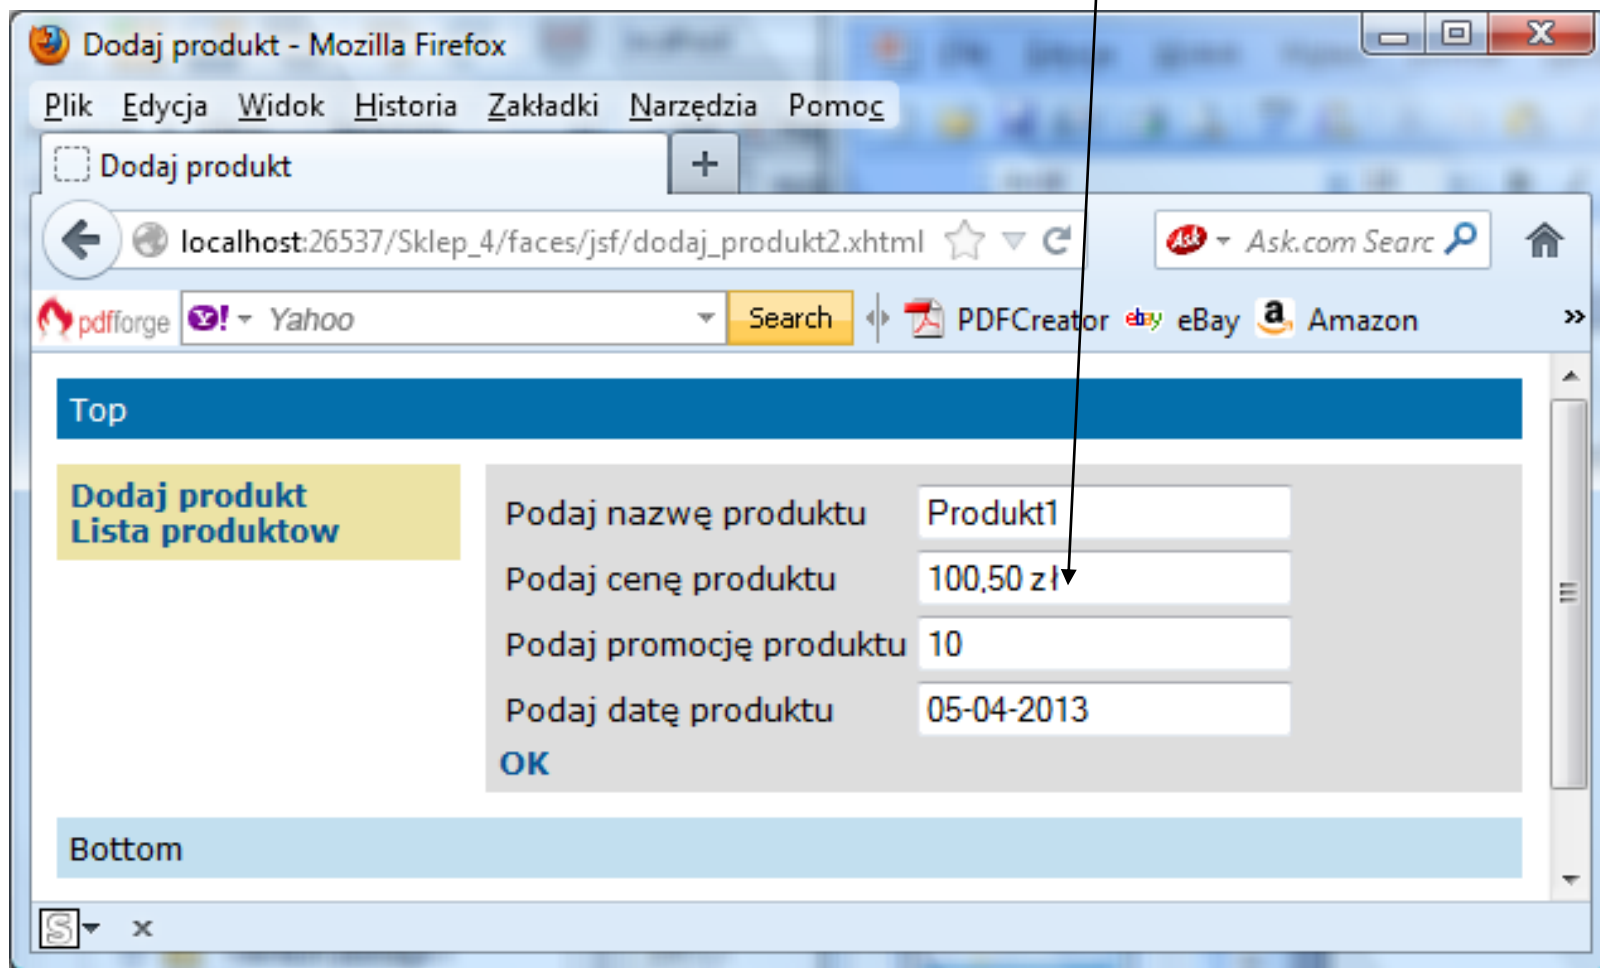 Dodaj produkt - Mozilla Firefox
Plik Edycja Widok Historia Zakładki Narzędzia Pomoc
Dodaj produkt +
localhost:26537/Sklep_4/faces/jsf/dodaj_produkt2.xhtml Ask Ask.com Searc
pdfforge Y! Yahoo Search PDFCreator ebay eBay a Amazon »
Top
Dodaj produkt
Lista produktow
Podaj nazwę produktu Produkt1
Podaj cenę produktu 100,50 zł
Podaj promocję produktu 10
Podaj datę produktu 05-04-2013
OK
Bottom
S x